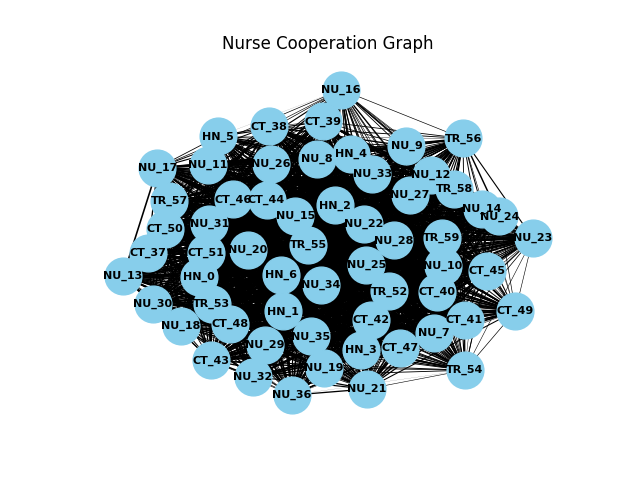 Nurse Cooperation Graph
NU_16
CT_39
CT_38
HN_5
TR_56
NU_9
HN_4
NU_8
NU_26
NU_11
NU_17
NU_33
NU_12
TR_58
NU_27
TR_57
CT_46
CT_44
HN_2
NU_14
NU_24
NU_15
NU_31
NU_22
CT_50
NU_23
TR_59
NU_28
TR_55
NU_20
CT_51
CT_37
NU_25
NU_10
CT_45
HN_6
HN_0
NU_13
NU_34
TR_52
CT_40
NU_30
TR_53
HN_1
CT_49
CT_42
CT_41
CT_48
NU_18
NU_7
NU_35
NU_29
HN_3
CT_47
CT_43
NU_19
TR_54
NU_32
NU_21
NU_36